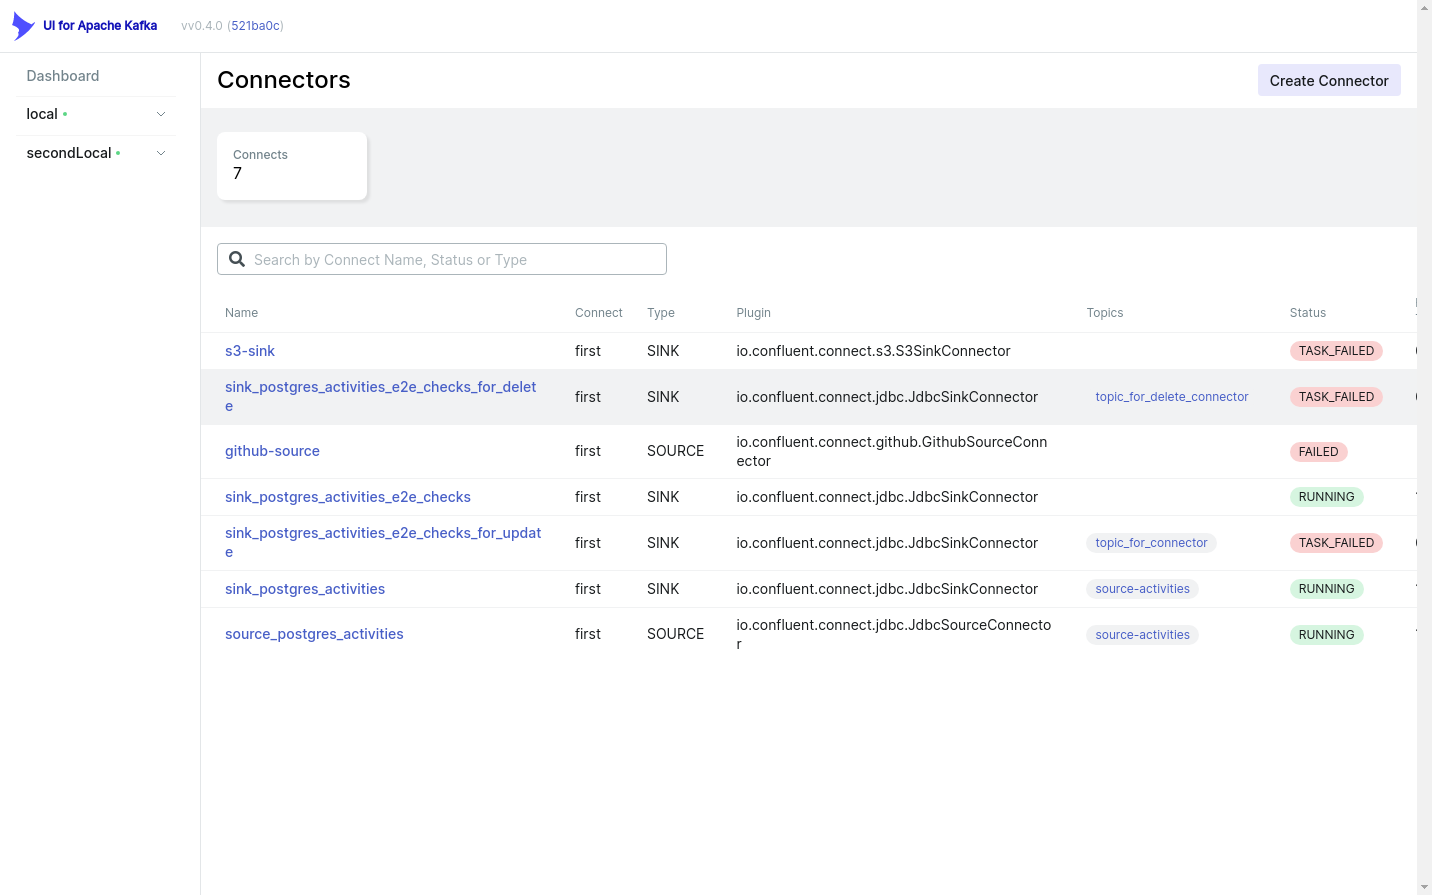 UI for Apache Kafka vv0.4.0 (521ba0c)
Dashboard
local
secondLocal
Connectors
Create Connector
Connects
7
Search by Connect Name, Status or Type
Name Connect Type Plugin Topics Status
s3-sink first SINK io.confluent.connect.s3.S3SinkConnector TASK_FAILED
sink_postgres_activities_e2e_checks_for_delet
e
first SINK io.confluent.connect.jdbc.JdbcSinkConnector topic_for_delete_connector TASK_FAILED
github-source first SOURCE
io.confluent.connect.github.GithubSourceConn
ector
FAILED
sink_postgres_activities_e2e_checks first SINK io.confluent.connect.jdbc.JdbcSinkConnector RUNNING
sink_postgres_activities_e2e_checks_for_updat
e
first SINK io.confluent.connect.jdbc.JdbcSinkConnector topic_for_connector TASK_FAILED
sink_postgres_activities first SINK io.confluent.connect.jdbc.JdbcSinkConnector source-activities RUNNING
source_postgres_activities first SOURCE
io.confluent.connect.jdbc.JdbcSourceConnecto
r
source-activities RUNNING